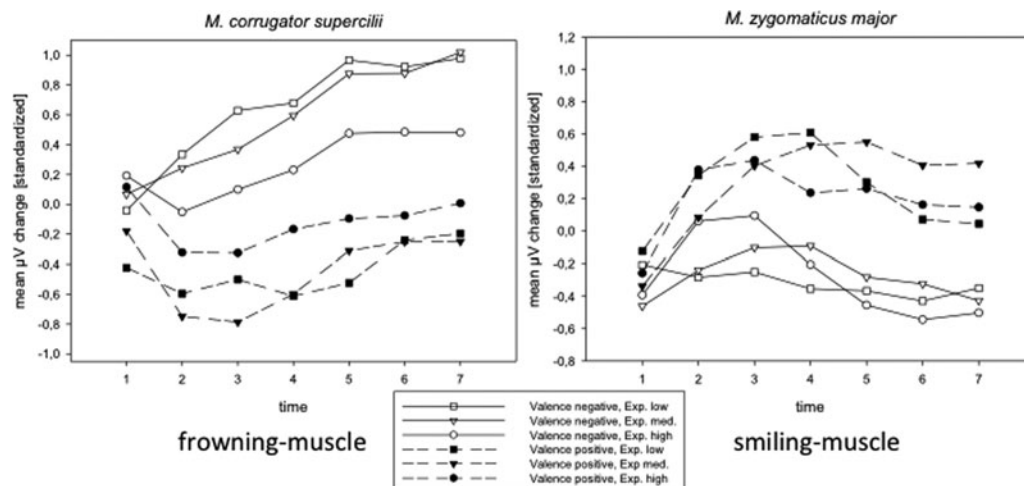 M. corrugator supercilii
mean µV change [standardized]
1,0
0,8
0,6
0,4
0,2
0,0
-0,2
-0,4
-0,6
-0,8
-1,0
1 2 3 4 5 6 7
time
frowning-muscle
M. zygomaticus major
mean µV change [standardized]
1,2
1,0
0,8
0,6
0,4
0,2
0,0
-0,2
-0,4
-0,6
-0,8
1 2 3 4 5 6 7
time
smiling-muscle
Valence negative, Exp. low
Valence negative, Exp. med.
Valence negative, Exp. high
Valence positive, Exp. low
Valence positive, Exp med.
Valence positive, Exp. high